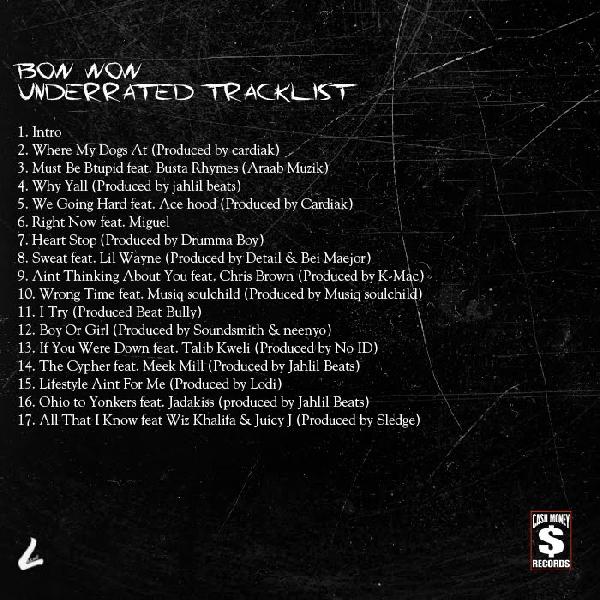 BON WON
UNDERRATED TRACKLIST
1. Intro
2. Where My Dogs At (Produced by cardiak)
3. Must Be Btupid feat. Busta Rhymes (Araab Muzik)
4. Why Yall (Produced by jahlil beats)
5. We Going Hard feat. Ace hood (Produced by Cardiak)
6. Right Now feat. Miguel
7. Heart Stop (Produced by Drumma Boy)
8. Sweat feat. Lil Wayne (Produced by Detail & Bei Maejor)
9. Aint Thinking About You feat. Chris Brown (Produced by K-Mac)
10. Wrong Time feat. Musiq soulchild (Produced by Musiq soulchild)
11. I Try (Produced Beat Bully)
12. Boy Or Girl (Produced by Soundsmith & neenyo)
13. If You Were Down feat. Talib Kweli (Produced by No ID)
14. The Cypher feat. Meek Mill (Produced by Jahlil Beats)
15. Lifestyle Aint For Me (Produced by Lodi)
16. Ohio to Yonkers feat. Jadakiss (produced by Jahlil Beats)
17. All That I Know feat Wiz Khalifa & Juicy J (Produced by Sledge)
CASH MONEY
$
RECORDS